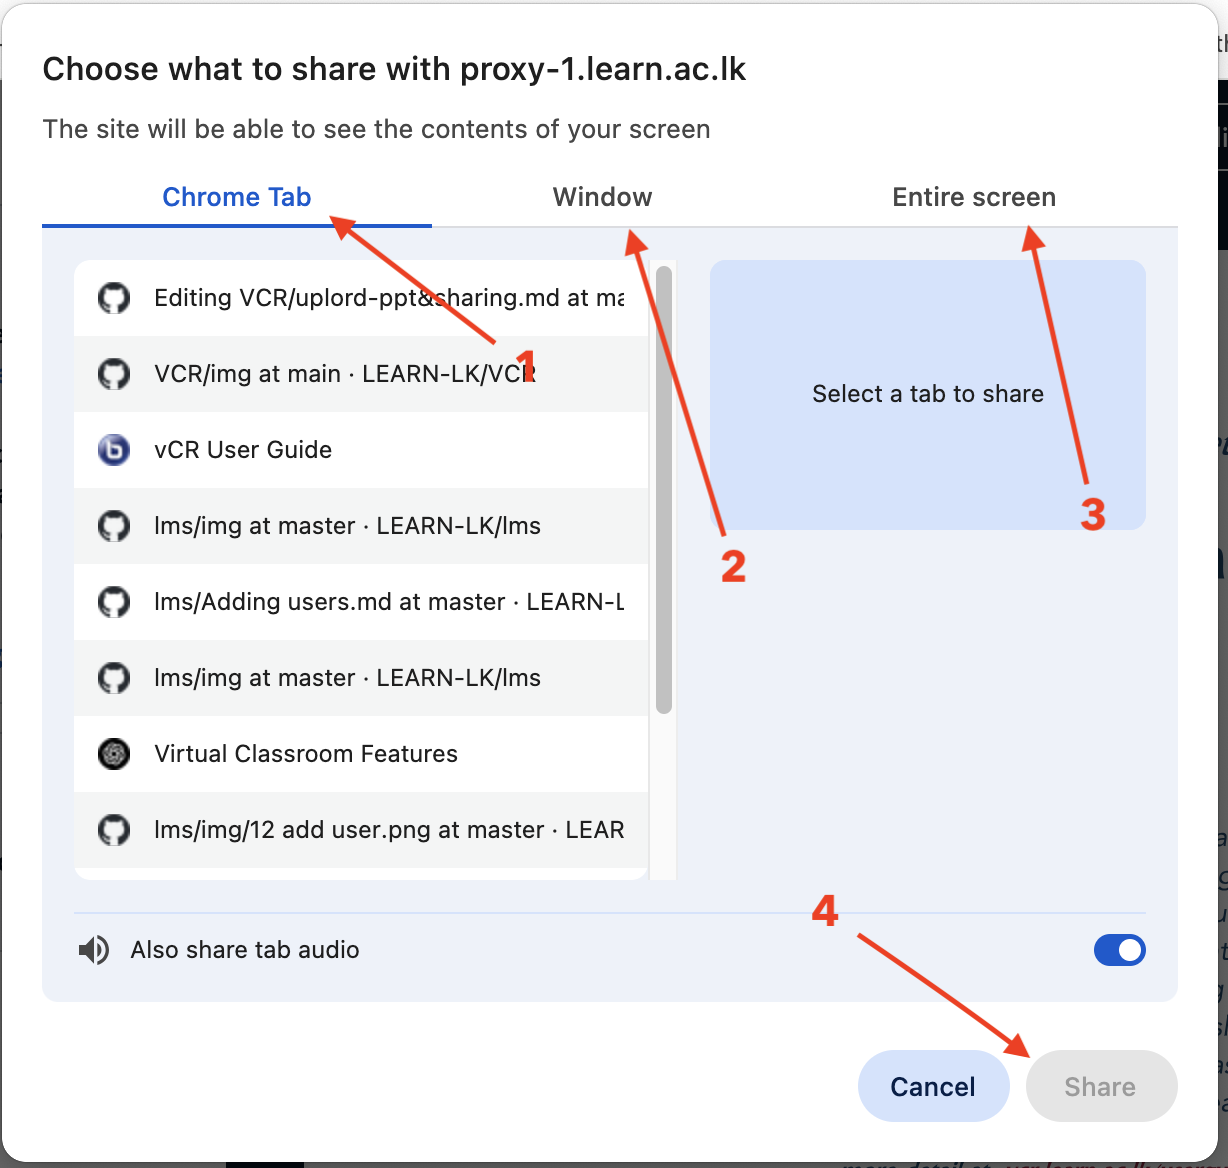 Choose what to share with proxy-1.learn.ac.lk
The site will be able to see the contents of your screen
Chrome Tab
Window
Entire screen
Editing VCR/uplord-ppt&sharing.md at ma
VCR/img at main · LEARN-LK/VCR
1
vCR User Guide
lms/img at master · LEARN-LK/lms
lms/Adding users.md at master · LEARN-L
lms/img at master · LEARN-LK/lms
Virtual Classroom Features
lms/img/12 add user.png at master · LEAR
Select a tab to share
2
3
4
Also share tab audio
Cancel
Share